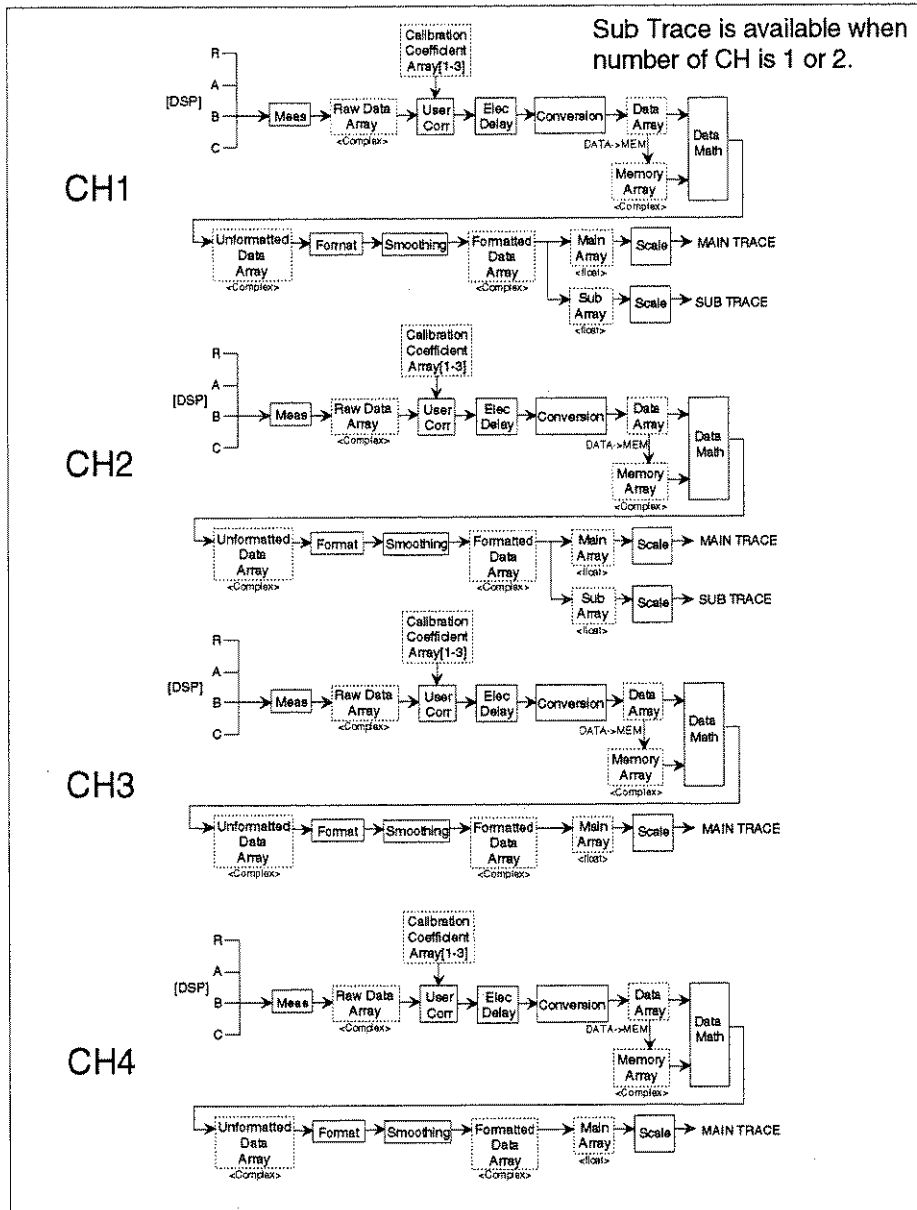 Sub Trace is available when
number of CH is 1 or 2.
Calibration
Coefficient
Array[1-3]
R
A
[DSP]
B
C
Meas
Raw Data
Array
<Complex>
User
Corr
Elec
Delay
Conversion
Data
Array
DATA->MEM
Memory
Array
<Complex>
Data
Math
CH1
Unformatted
Data
Array
<Complex>
Format
Smoothing
Formatted
Data
Array
<Complex>
Main
Array
<float>
Scale
MAIN TRACE
Sub
Array
<float>
Scale
SUB TRACE
Calibration
Coefficient
Array[1-3]
R
A
[DSP]
B
C
Meas
Raw Data
Array
<Complex>
User
Corr
Elec
Delay
Conversion
Data
Array
DATA->MEM
Memory
Array
<Complex>
Data
Math
CH2
Unformatted
Data
Array
<Complex>
Format
Smoothing
Formatted
Data
Array
<Complex>
Main
Array
<float>
Scale
MAIN TRACE
Sub
Array
<float>
Scale
SUB TRACE
Calibration
Coefficient
Array[1-3]
R
A
[DSP]
B
C
Meas
Raw Data
Array
<Complex>
User
Corr
Elec
Delay
Conversion
Data
Array
DATA->MEM
Memory
Array
<Complex>
Data
Math
CH3
Unformatted
Data
Array
<Complex>
Format
Smoothing
Formatted
Data
Array
<Complex>
Main
Array
<float>
Scale
MAIN TRACE
Calibration
Coefficient
Array[1-3]
R
A
[DSP]
B
C
Meas
Raw Data
Array
<Complex>
User
Corr
Elec
Delay
Conversion
Data
Array
DATA->MEM
Memory
Array
<Complex>
Data
Math
CH4
Unformatted
Data
Array
<Complex>
Format
Smoothing
Formatted
Data
Array
<Complex>
Main
Array
<float>
Scale
MAIN TRACE